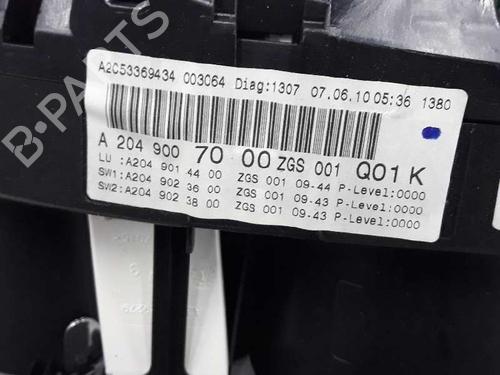 A2C53369434 003064 Diag:1307 07.06.10 05:36 1380
A 204 900 70 00 ZGS 001 Q01 K
LU :A204 901 44 00 ZGS 001 09-44 P-Level:0000
SW1:A204 902 36 00 ZGS 001 09-43 P-Level:0000
SW2:A204 902 38 00 ZGS 001 09-43 P-Level:0000
B-PARTS